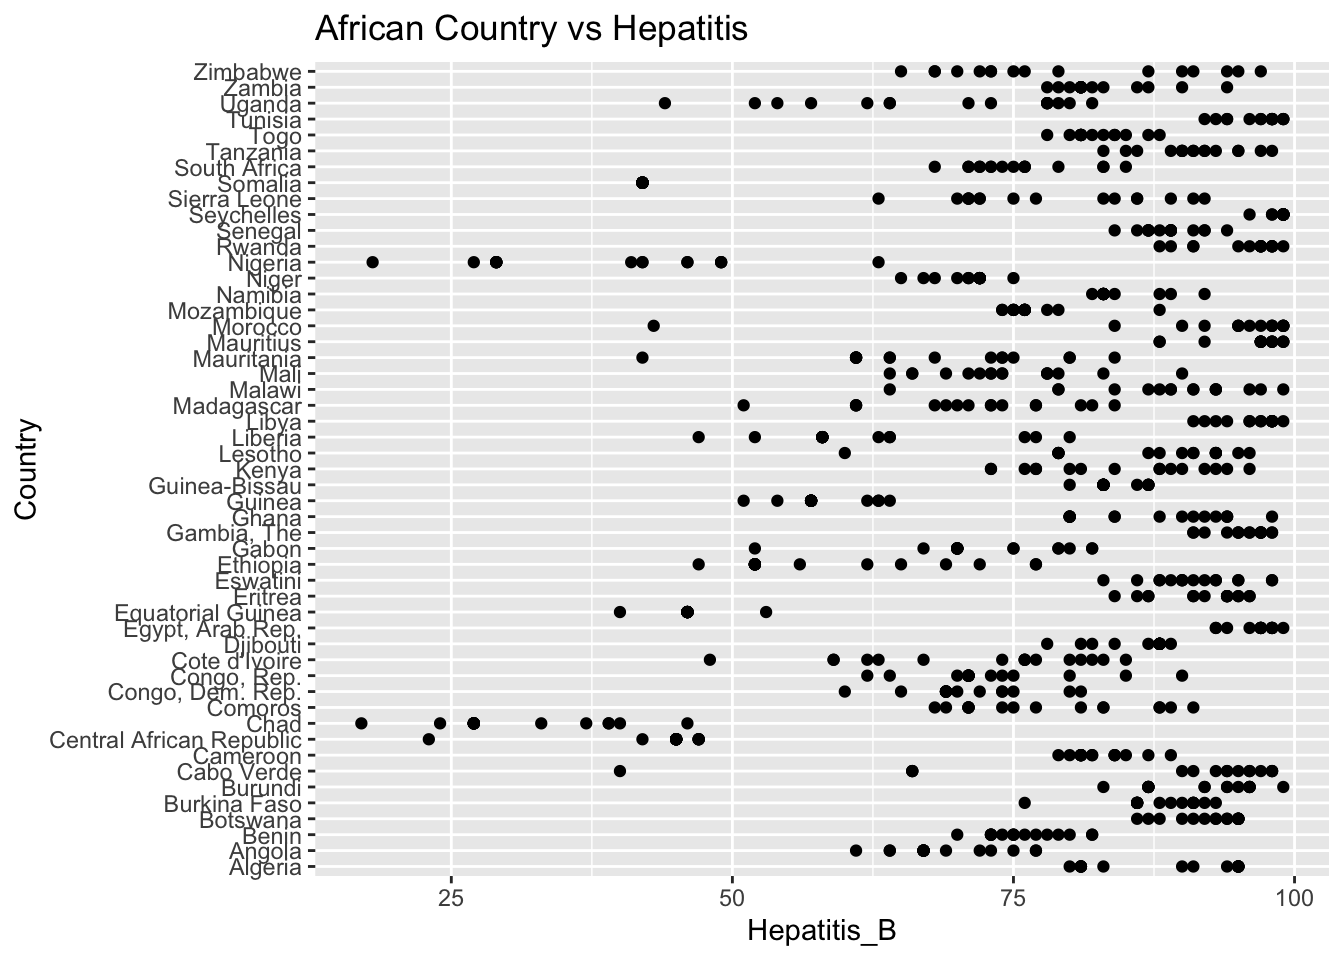 African Country vs Hepatitis
Zimbabwe
Zambia
Uganda
Tunisia
Togo
Tanzania
South Africa
Somalia
Sierra Leone
Seychelles
Senegal
Rwanda
Nigeria
Niger
Namibia
Mozambique
Morocco
Mauritius
Mauritania
Mali
Malawi
Madagascar
Libya
Liberia
Lesotho
Kenya
Guinea-Bissau
Guinea
Ghana
Gambia, The
Gabon
Ethiopia
Eswatini
Eritrea
Equatorial Guinea
Egypt, Arab Rep.
Djibouti
Cote d'Ivoire
Congo, Rep.
Congo, Dem. Rep.
Comoros
Chad
Central African Republic
Cameroon
Cabo Verde
Burundi
Burkina Faso
Botswana
Benin
Angola
Algeria
Country
25 50 75 100
Hepatitis_B